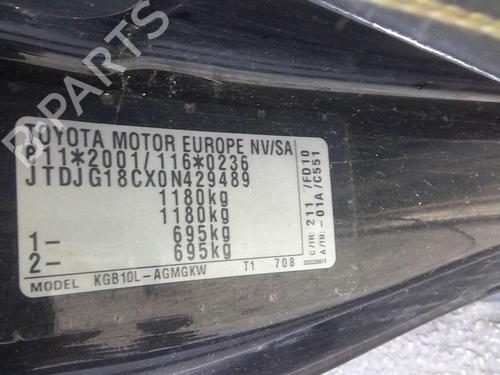 TOYOTA MOTOR EUROPE NV/SA
e11*2001/116*0236
JTDJG18CX0N429489
1180kg
1180kg
1- 695kg
2- 695kg
MODEL KGB10L-AGMGKW T1 708
C/TR: 211 /FD10
A/TM: -01A /C551
B-PARTS